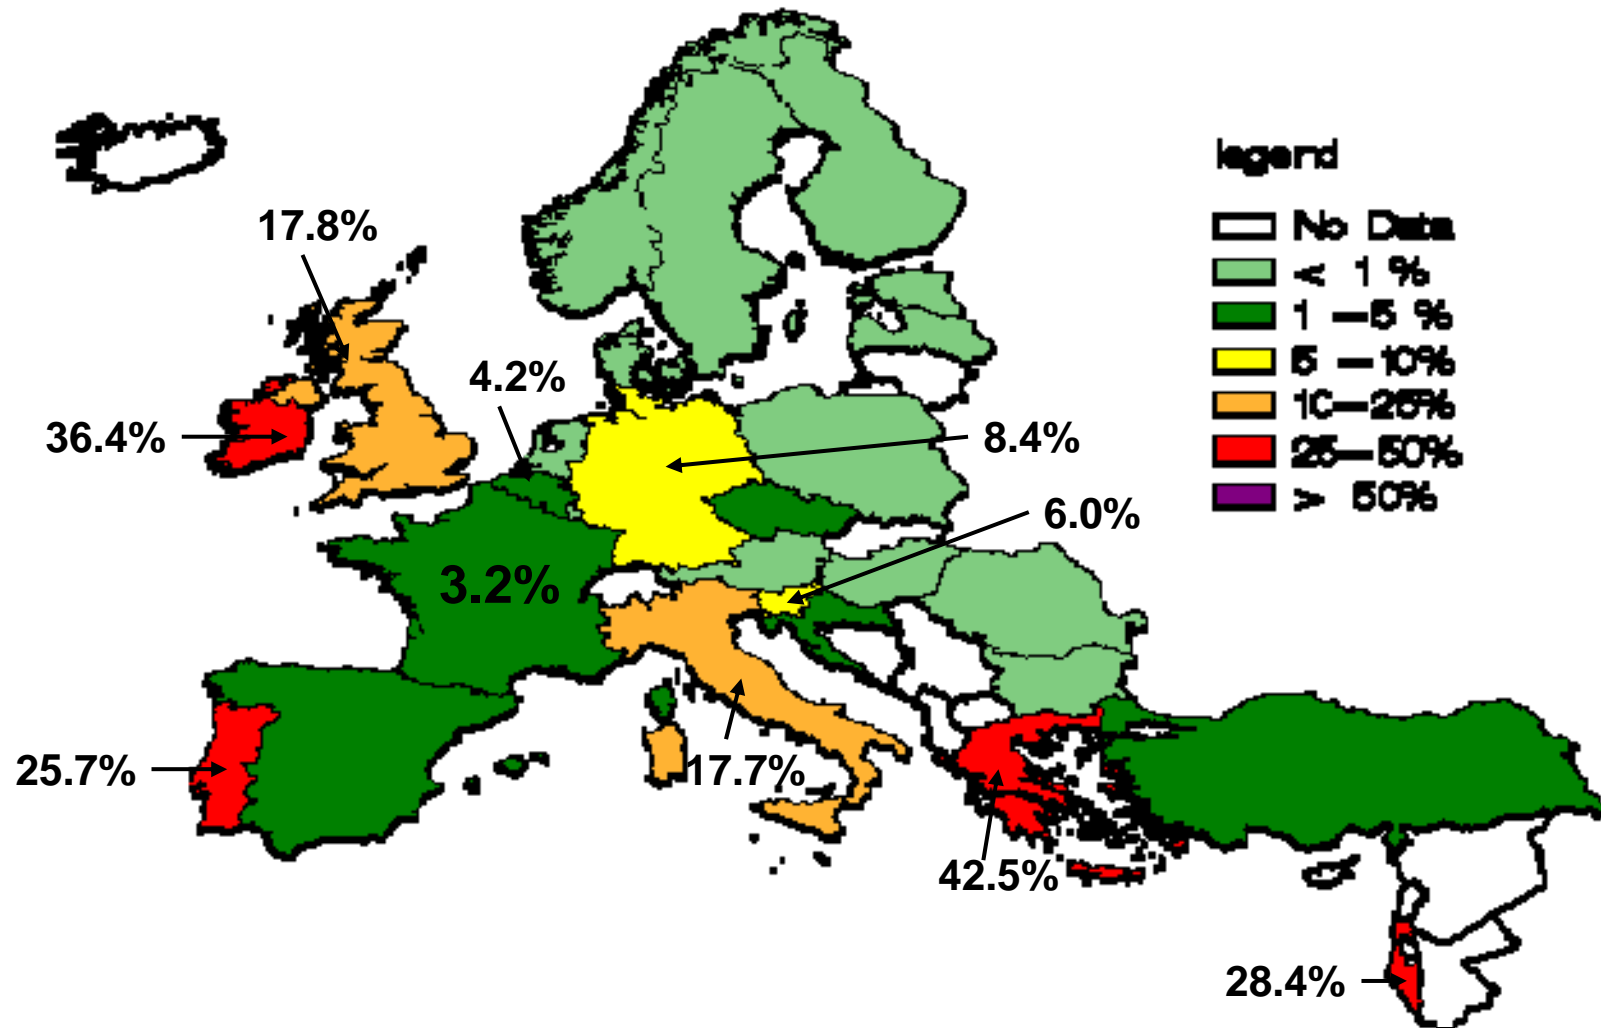 legend
No Data
< 1 %
1 — 5 %
5 — 10%
10 — 25%
25 — 50%
> 50%
17.8%
4.2%
36.4%
8.4%
6.0%
3.2%
25.7%
17.7%
42.5%
28.4%